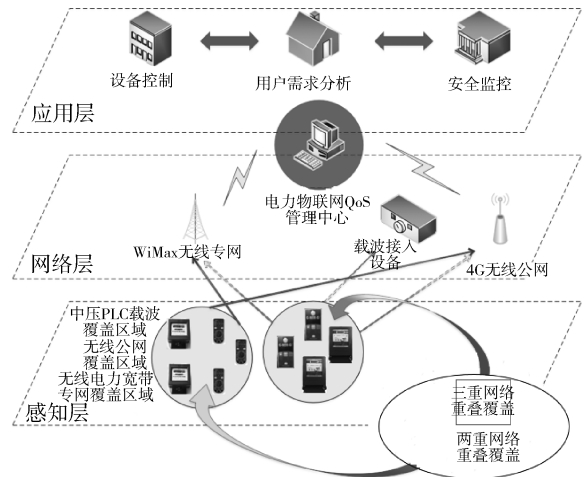 设备控制
用户需求分析
安全监控
应用层
电力物联网QoS
管理中心
WiMax无线专网
载波接入
设备
4G无线公网
网络层
中压PLC载波
覆盖区域
无线公网
覆盖区域
无线电力宽带
专网覆盖区域
感知层
三重网络
重叠覆盖
两重网络
重叠覆盖